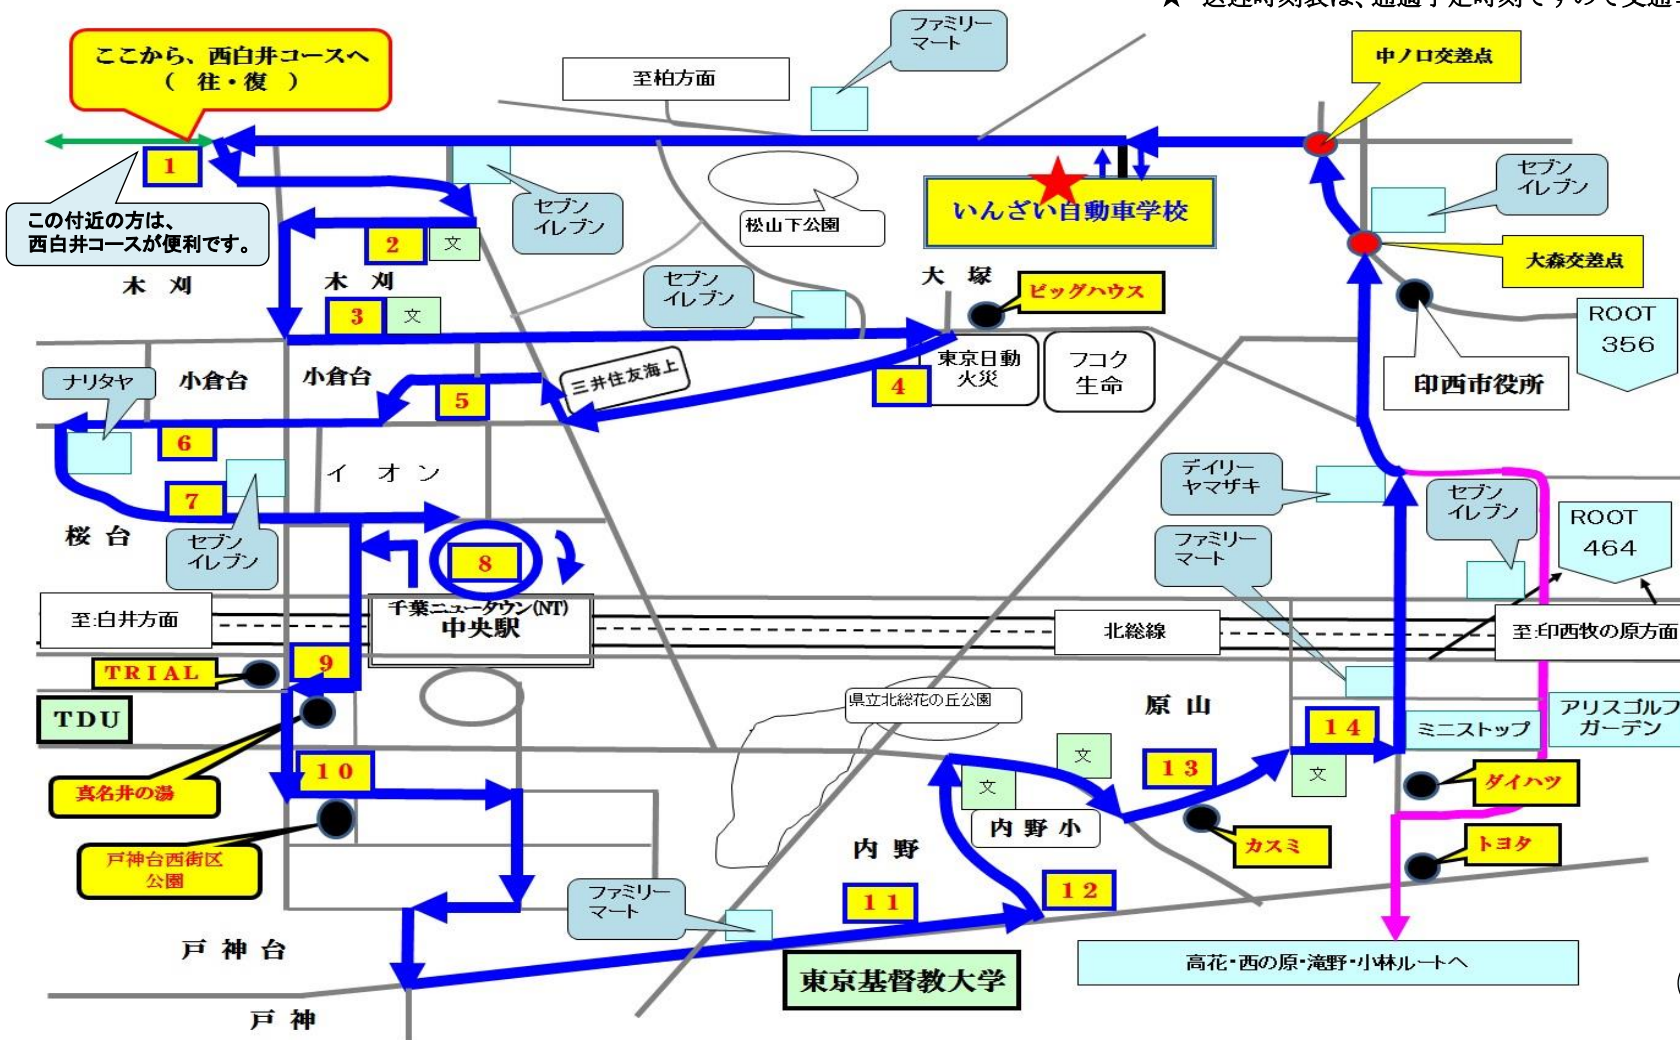 ★ 送迎時刻表は、通過予定時刻ですので交通
ここから、西白井コースへ
( 往・復 )
至柏方面
ファミリー
マート
中ノ口交差点
1
この付近の方は、
西白井コースが便利です。
セブン
イレブン
松山下公園
いんざい自動車学校
セブン
イレブン
大森交差点
2
文
木 刈
木 刈
3
文
セブン
イレブン
大 塚
ビッグハウス
ROOT
356
印西市役所
ナリタヤ
小倉台
小倉台
5
三井住友海上
4
東京日動
火災
フコク
生命
6
イ オン
7
桜 台
セブン
イレブン
8
デイリー
ヤマザキ
セブン
イレブン
ROOT
464
ファミリー
マート
至:白井方面
千葉ニュータウン(NT)
中央駅
北総線
至:印西牧の原方面
TRIAL
9
TDU
県立北総花の丘公園
原 山
14
ミニストップ
アリスゴルフ
ガーデン
真名井の湯
10
文
文
13
文
ダイハツ
戸神台西街区
公園
内 野
内 野 小
カスミ
トヨタ
ファミリー
マート
11
12
戸 神 台
東京基督教大学
高花・西の原・滝野・小林ルートへ
戸 神